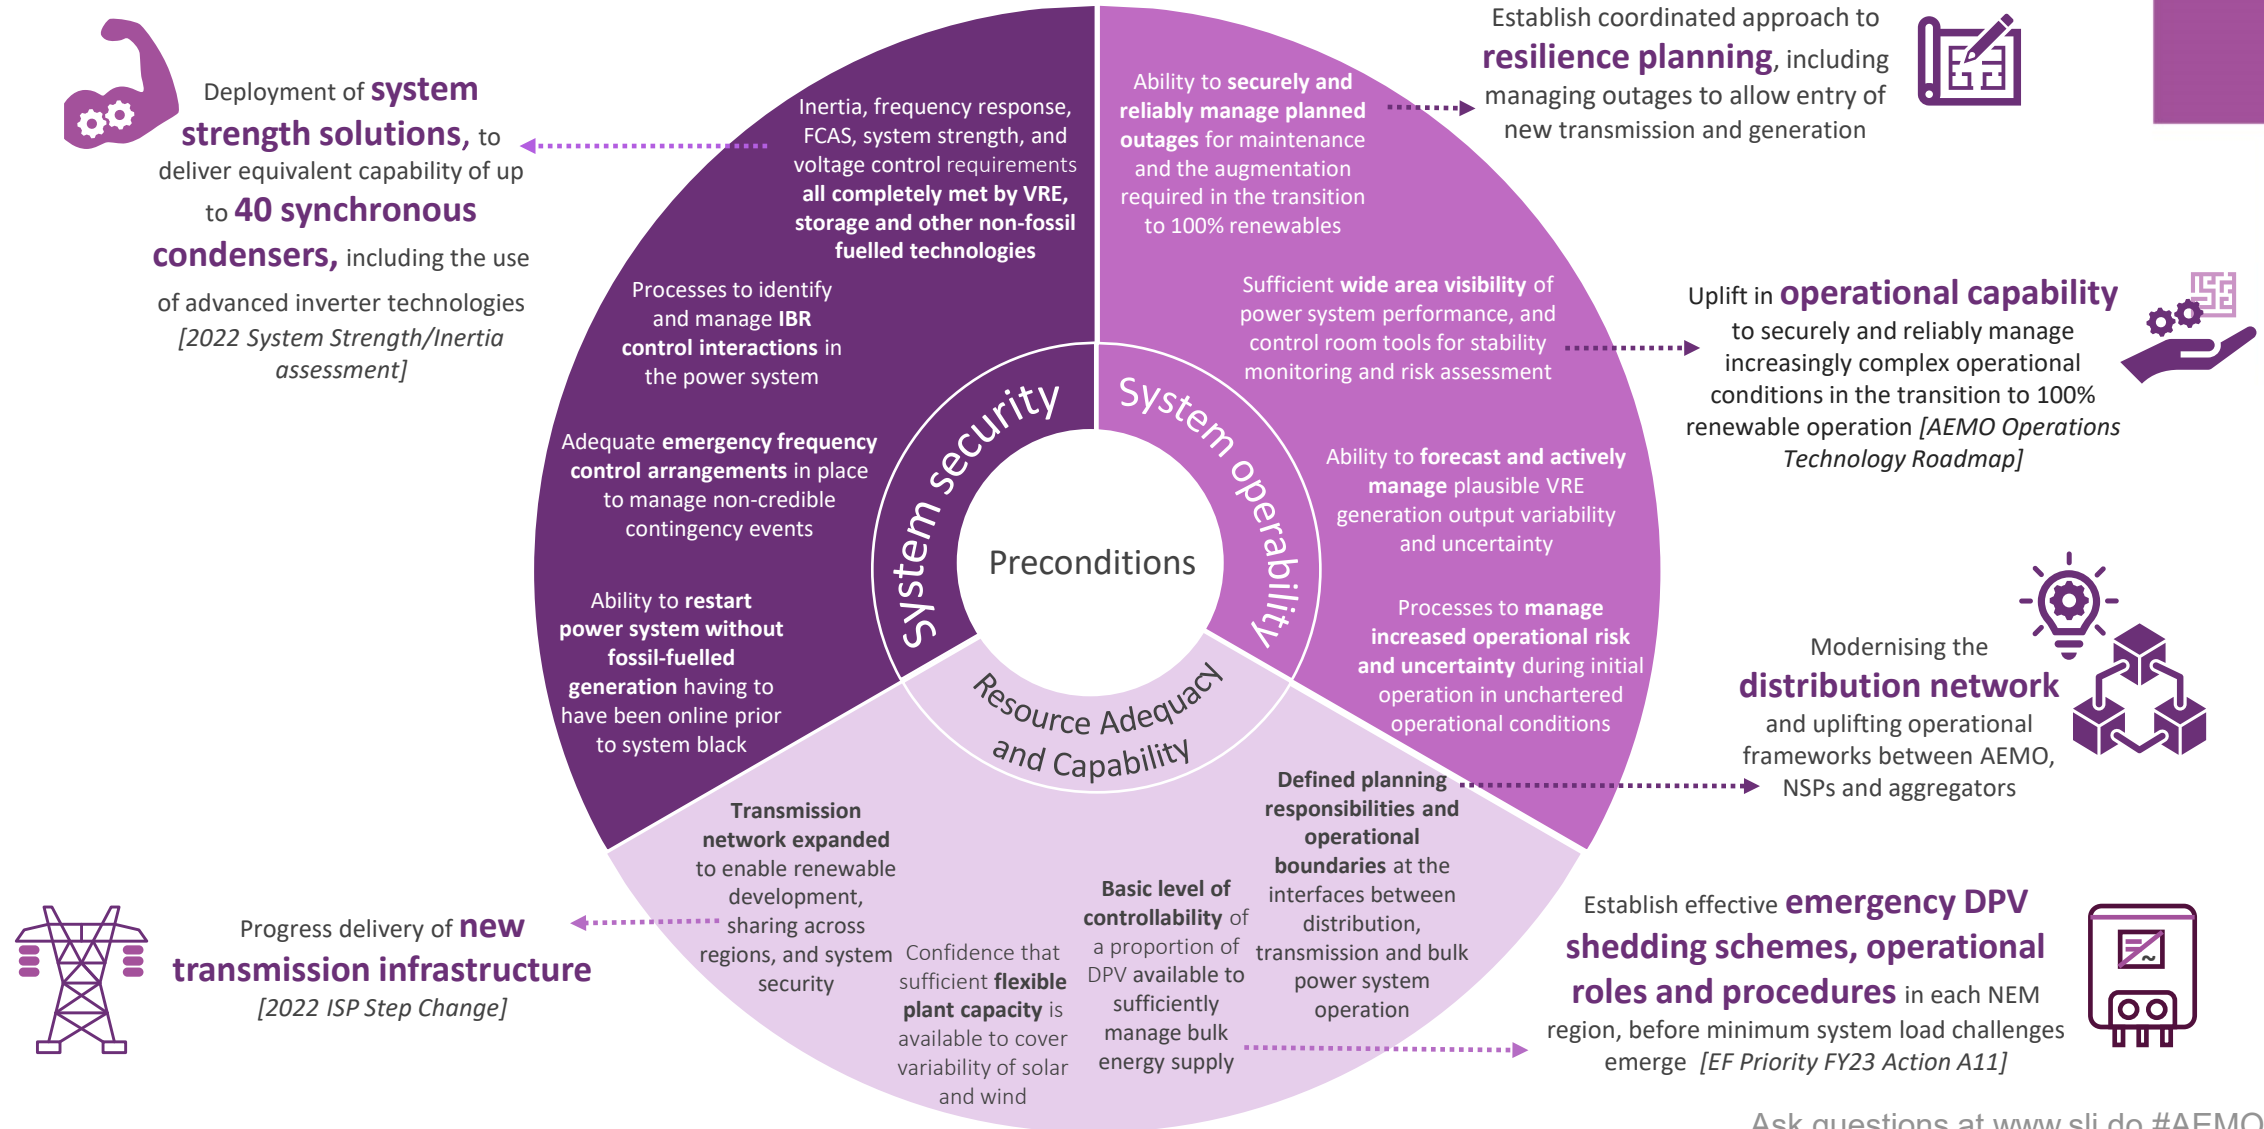 Deployment of system
strength solutions, to
deliver equivalent capability of up
to 40 synchronous
condensers, including the use
of advanced inverter technologies
[2022 System Strength/Inertia
assessment]
Inertia, frequency response,
FCAS, system strength, and
voltage control requirements
all completely met by VRE,
storage and other non-fossil
fuelled technologies
Processes to identify
and manage IBR
control interactions in
the power system
Adequate emergency frequency
control arrangements in place
to manage non-credible
contingency events
Ability to restart
power system without
fossil-fuelled
generation having to
have been online prior
to system black
System security
Ability to securely and
reliably manage planned
outages for maintenance
and the augmentation
required in the transition
to 100% renewables
Sufficient wide area visibility of
power system performance, and
control room tools for stability
monitoring and risk assessment
Ability to forecast and actively
manage plausible VRE
generation output variability
and uncertainty
Processes to manage
increased operational risk
and uncertainty during initial
operation in unchartered
operational conditions
System operability
Preconditions
Resource Adequacy
and Capability
Transmission
network expanded
to enable renewable
development,
sharing across
regions, and system
security
Confidence that
sufficient flexible
plant capacity is
available to cover
variability of solar
and wind
Basic level of
controllability of
a proportion of
DPV available to
sufficiently
manage bulk
energy supply
Defined planning
responsibilities and
operational
boundaries at the
interfaces between
distribution,
transmission and bulk
power system
operation
Establish coordinated approach to
resilience planning, including
managing outages to allow entry of
new transmission and generation
Uplift in operational capability
to securely and reliably manage
increasingly complex operational
conditions in the transition to 100%
renewable operation [AEMO Operations
Technology Roadmap]
Modernising the
distribution network
and uplifting operational
frameworks between AEMO,
NSPs and aggregators
Progress delivery of new
transmission infrastructure
[2022 ISP Step Change]
Establish effective emergency DPV
shedding schemes, operational
roles and procedures in each NEM
region, before minimum system load challenges
emerge [EF Priority FY23 Action A11]
Ask questions at www.sli.do #AEMO